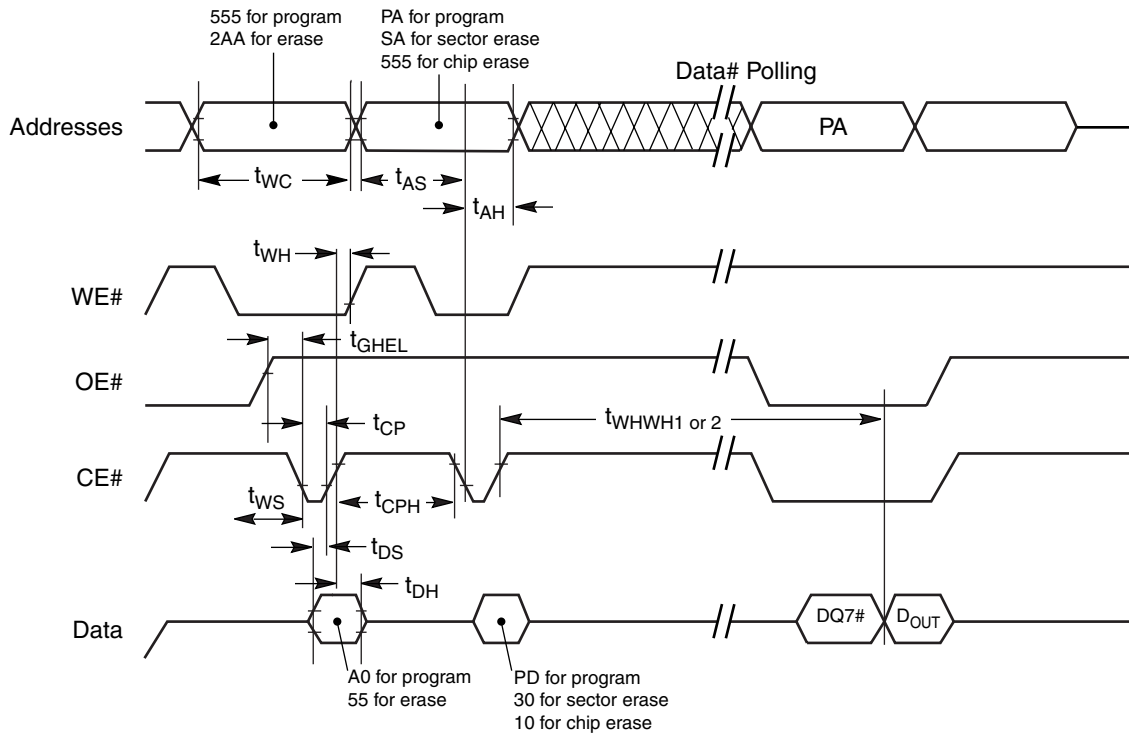 555 for program
2AA for erase
PA for program
SA for sector erase
555 for chip erase
Data# Polling
Addresses
PA
tWC
tAS
tAH
tWH
WE#
tGHEL
OE#
tCP
tWHWH1 or 2
CE#
tWS
tCPH
tDS
tDH
Data
DQ7#
DOUT
A0 for program
55 for erase
PD for program
30 for sector erase
10 for chip erase